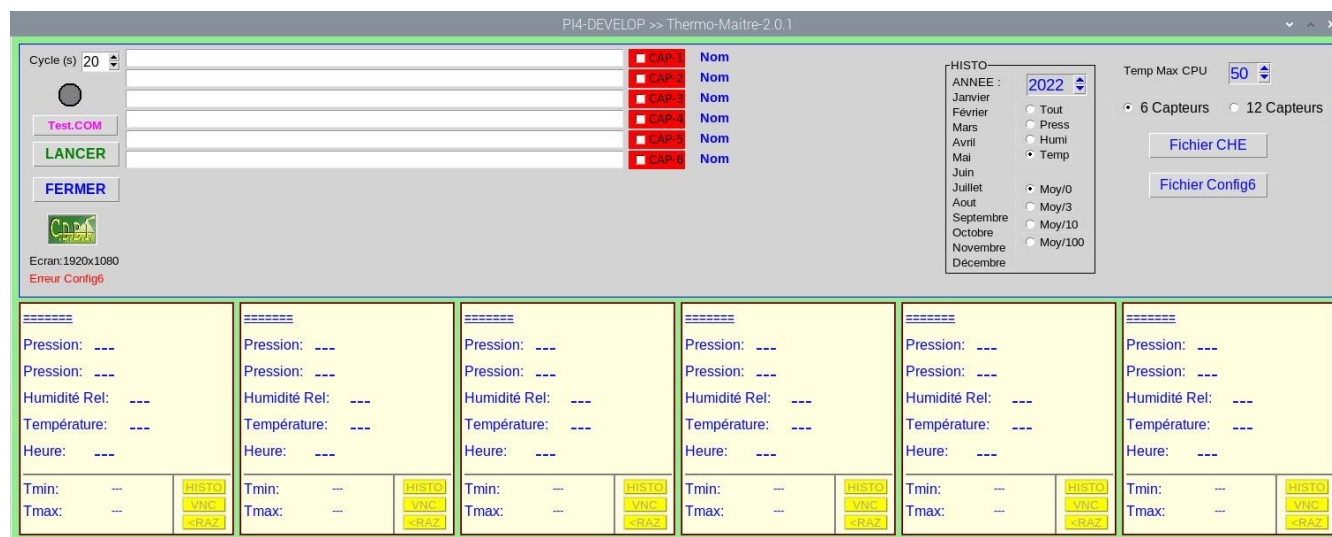 PI4-DEVELOP >> Thermo-Maitre-2.0.1
Cycle (s) 20
Test.COM
LANCER
FERMER
C.D.B.
Ecran:1920x1080
Erreur Config6
CAP-1 Nom
CAP-2 Nom
CAP-3 Nom
CAP-4 Nom
CAP-5 Nom
CAP-6 Nom
HISTO
ANNEE : 2022
Janvier
Février
Mars
Avril
Mai
Juin
Juillet
Aout
Septembre
Octobre
Novembre
Décembre
Tout
Press
Humi
Temp
Moy/0
Moy/3
Moy/10
Moy/100
Temp Max CPU 50
6 Capteurs 12 Capteurs
Fichier CHE
Fichier Config6
=======
Pression: ---
Pression: ---
Humidité Rel: ---
Température: ---
Heure: ---
Tmin: --- HISTO
VNC
Tmax: --- <RAZ
=======
Pression: ---
Pression: ---
Humidité Rel: ---
Température: ---
Heure: ---
Tmin: --- HISTO
VNC
Tmax: --- <RAZ
=======
Pression: ---
Pression: ---
Humidité Rel: ---
Température: ---
Heure: ---
Tmin: --- HISTO
VNC
Tmax: --- <RAZ
=======
Pression: ---
Pression: ---
Humidité Rel: ---
Température: ---
Heure: ---
Tmin: --- HISTO
VNC
Tmax: --- <RAZ
=======
Pression: ---
Pression: ---
Humidité Rel: ---
Température: ---
Heure: ---
Tmin: --- HISTO
VNC
Tmax: --- <RAZ
=======
Pression: ---
Pression: ---
Humidité Rel: ---
Température: ---
Heure: ---
Tmin: --- HISTO
VNC
Tmax: --- <RAZ